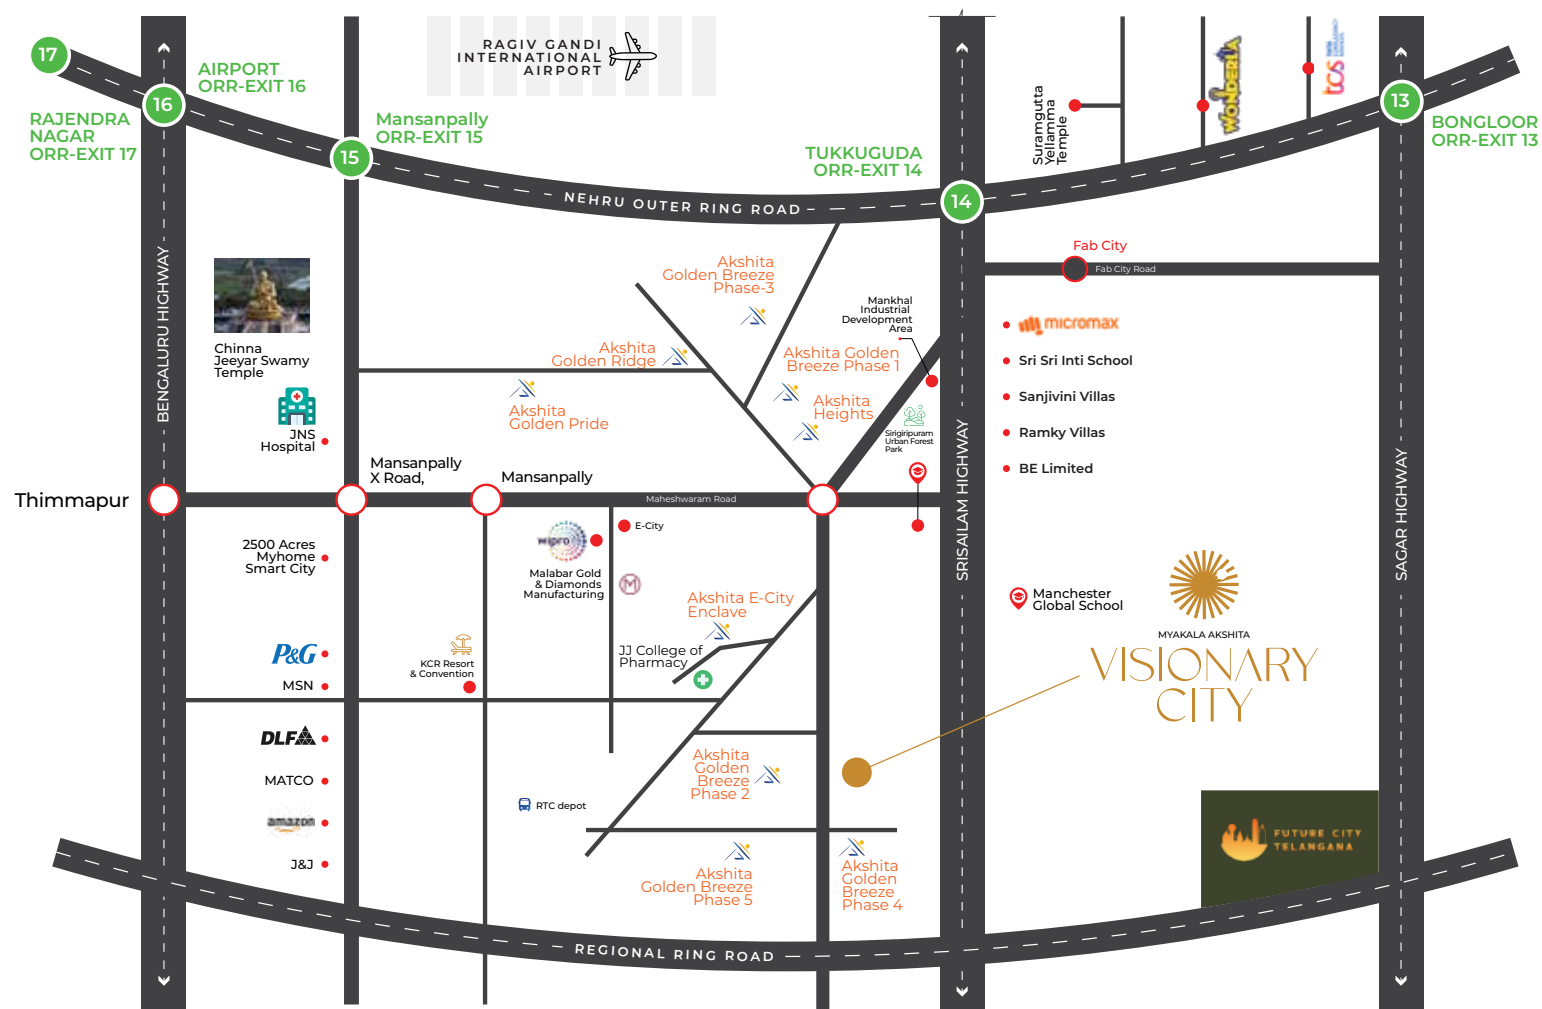 17
16
15
14
13
AIRPORT
ORR-EXIT 16
RAJENDRA
NAGAR
ORR-EXIT 17
Mansanpally
ORR-EXIT 15
RAGIV GANDI
INTERNATIONAL
AIRPORT
TUKKUGUDA
ORR-EXIT 14
Suramgutta
Yellamma
Temple
WONDERLA
tcs
BONGLOOR
ORR-EXIT 13
NEHRU OUTER RING ROAD
BENGALURU HIGHWAY
SRISAILAM HIGHWAY
SAGAR HIGHWAY
Fab City
Fab City Road
Chinna
Jeeyar Swamy
Temple
JNS
Hospital
Akshita
Golden Breeze
Phase-3
Mankhal
Industrial
Development
Area
Akshita
Golden Ridge
Akshita Golden
Breeze Phase 1
Akshita
Golden Pride
Akshita
Heights
Sirigiripuram
Urban Forest
Park
micromax
Sri Sri Inti School
Sanjivini Villas
Ramky Villas
BE Limited
Thimmapur
Mansanpally
X Road,
Mansanpally
Maheshwaram Road
2500 Acres
Myhome
Smart City
wipro
E-City
Malabar Gold
& Diamonds
Manufacturing
M
Akshita E-City
Enclave
JJ College of
Pharmacy
Manchester
Global School
MYAKALA AKSHITA
VISIONARY
CITY
P&G
MSN
KCR Resort
& Convention
DLF
MATCO
amazon
J&J
RTC depot
Akshita
Golden
Breeze
Phase 2
Akshita
Golden Breeze
Phase 5
Akshita
Golden
Breeze
Phase 4
FUTURE CITY
TELANGANA
REGIONAL RING ROAD